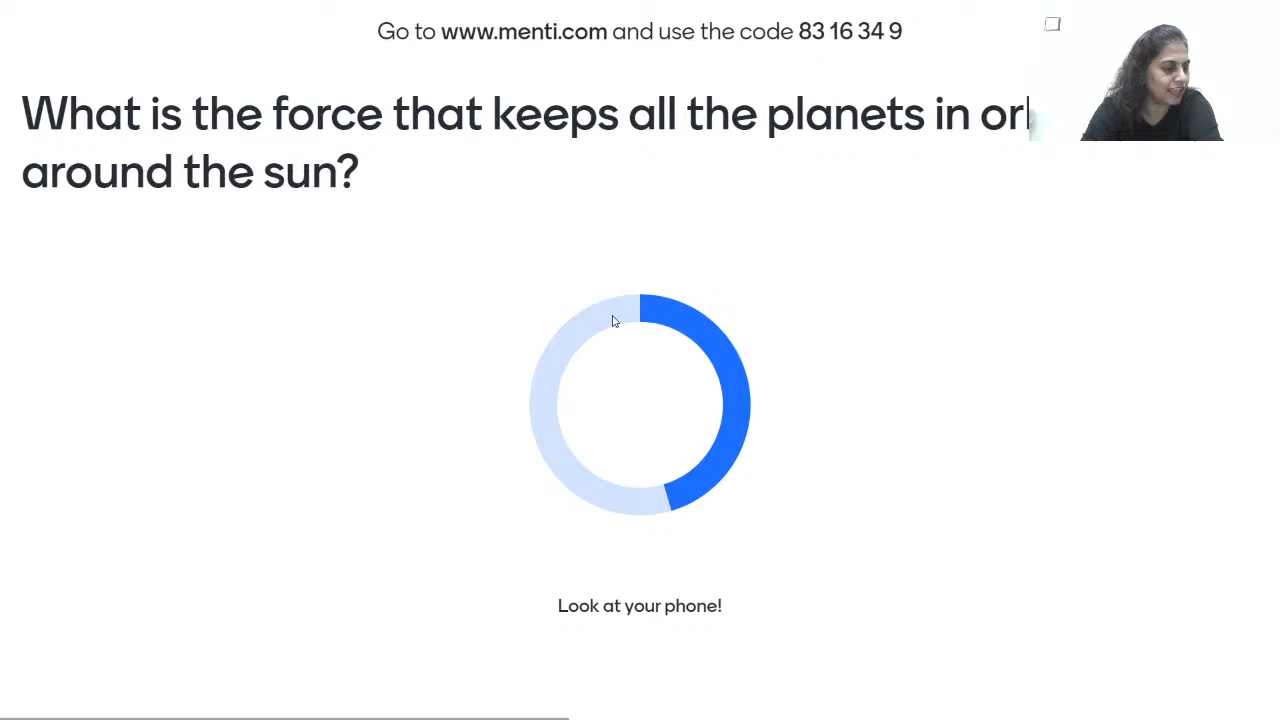 Go to www.menti.com and use the code 83 16 34 9
What is the force that keeps all the planets in
around the sun?
Look at your phone!